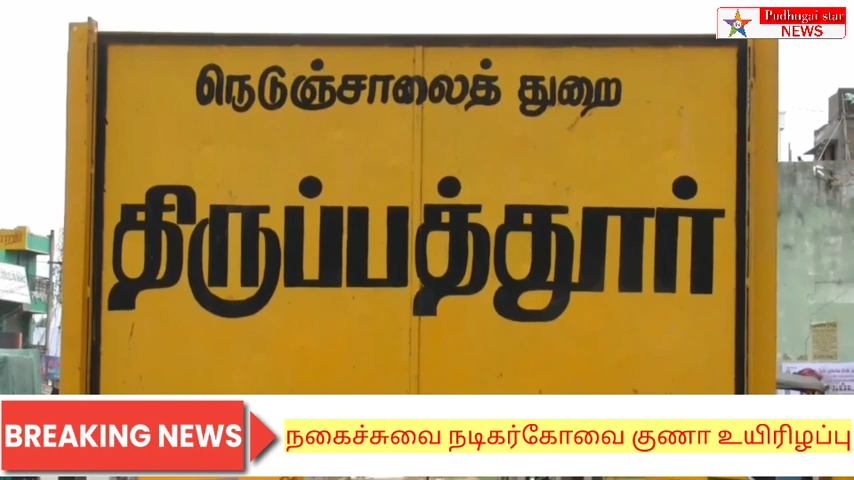 Pudhugai star
NEWS
நெடுஞ்சாலைத் துறை
திருப்பத்தூர்
BREAKING NEWS
நகைச்சுவை நடிகர்கோவை குணா உயிரிழப்பு